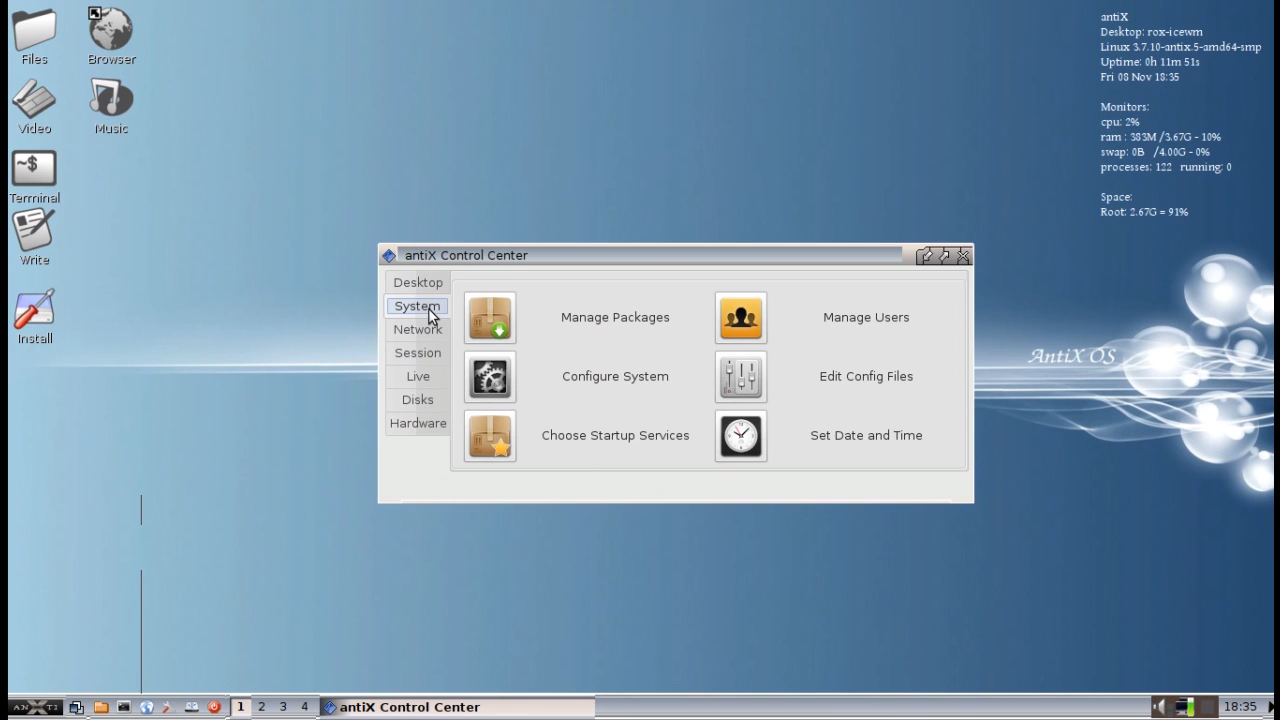 Files
Browser
Video
Music
~$
Terminal
Write
Install
antiX
Desktop: rox-icewm
Linux 3.7.10-antix.5-amd64-smp
Uptime: 0h 11m 51s
Fri 08 Nov 18:35
Monitors:
cpu: 2%
ram : 383M /3.67G - 10%
swap: 0B /4.00G - 0%
processes: 122 running: 0
Space:
Root: 2.67G = 91%
antiX Control Center
Desktop
System
Network
Session
Live
Disks
Hardware
Manage Packages
Manage Users
Configure System
Edit Config Files
Choose Startup Services
Set Date and Time
AntiX OS
1 2 3 4
antiX Control Center
18:35